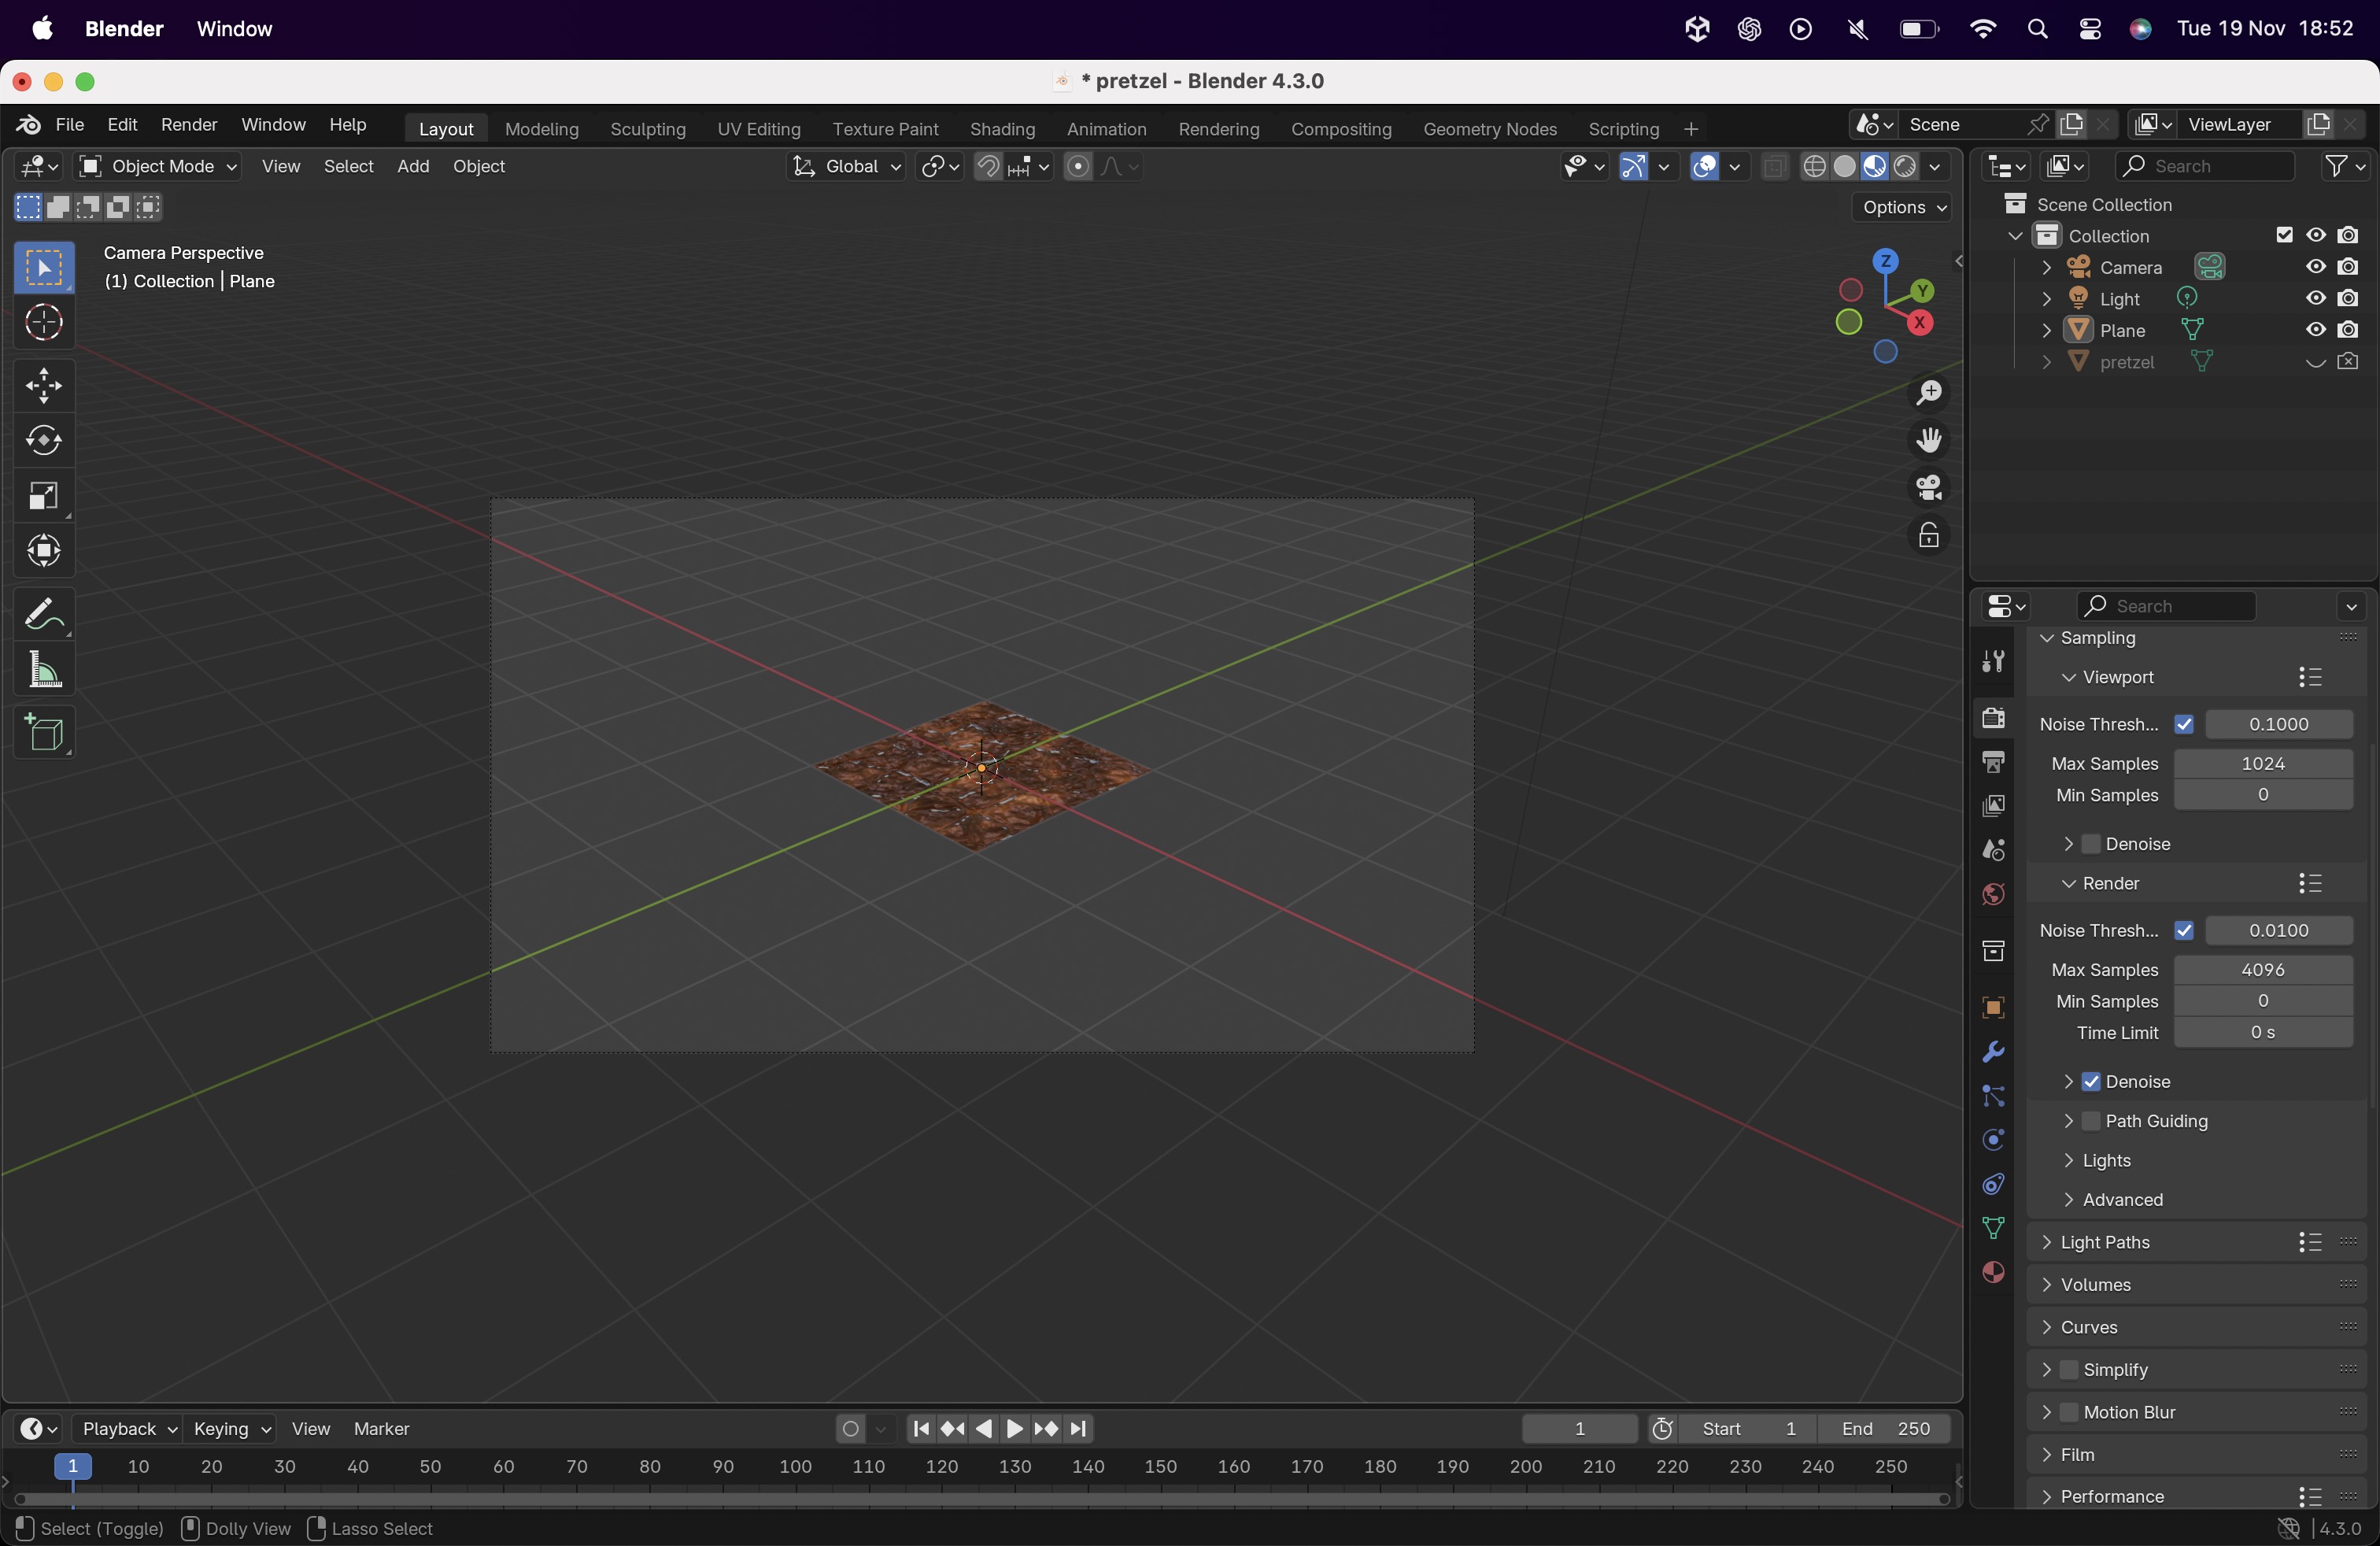 Blender Window Tue 19 Nov 18:52
* pretzel - Blender 4.3.0
File Edit Render Window Help Layout Modeling Sculpting UV Editing Texture Paint Shading Animation Rendering Compositing Geometry Nodes Scripting + Scene ViewLayer
Object Mode View Select Add Object Global Search
Options
Camera Perspective
(1) Collection | Plane
Z
Y
X
Scene Collection
Collection
Camera
Light
Plane
pretzel
Search
Sampling
Viewport
Noise Thresh... 0.1000
Max Samples 1024
Min Samples 0
Denoise
Render
Noise Thresh... 0.0100
Max Samples 4096
Min Samples 0
Time Limit 0 s
Denoise
Path Guiding
Lights
Advanced
Light Paths
Volumes
Curves
Simplify
Motion Blur
Film
Performance
Playback Keying View Marker 1 Start 1 End 250
1 10 20 30 40 50 60 70 80 90 100 110 120 130 140 150 160 170 180 190 200 210 220 230 240 250
Select (Toggle) Dolly View Lasso Select 4.3.0